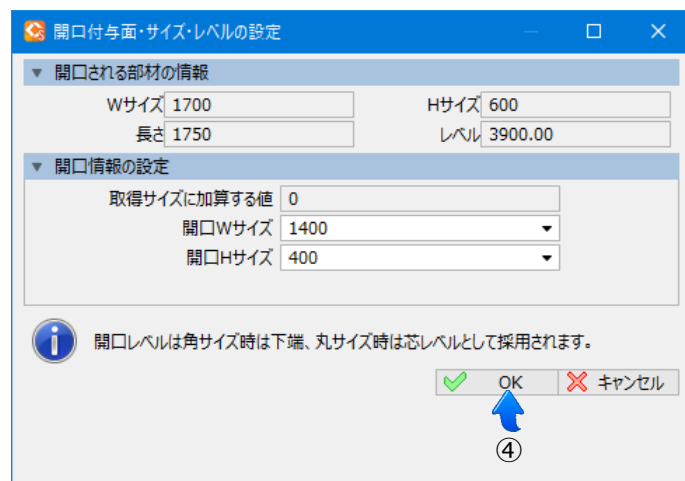 開口付与面・サイズ・レベルの設定
▼ 開口される部材の情報
Wサイズ 1700 Hサイズ 600
長さ 1750 レベル 3900.00
▼ 開口情報の設定
取得サイズに加算する値 0
開口Wサイズ 1400
開口Hサイズ 400
開口レベルは角サイズ時は下端、丸サイズ時は芯レベルとして採用されます。
OK キャンセル
④